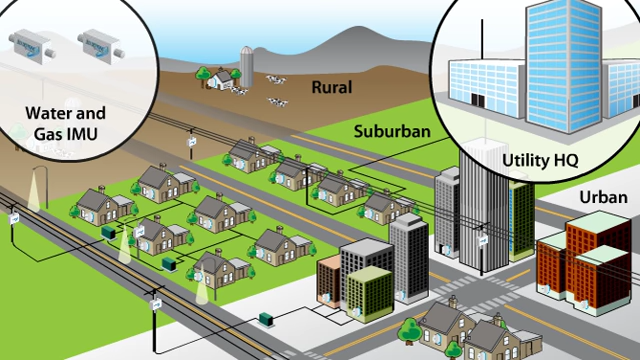 Water and
Gas IMU
Rural
Suburban
Utility HQ
Urban